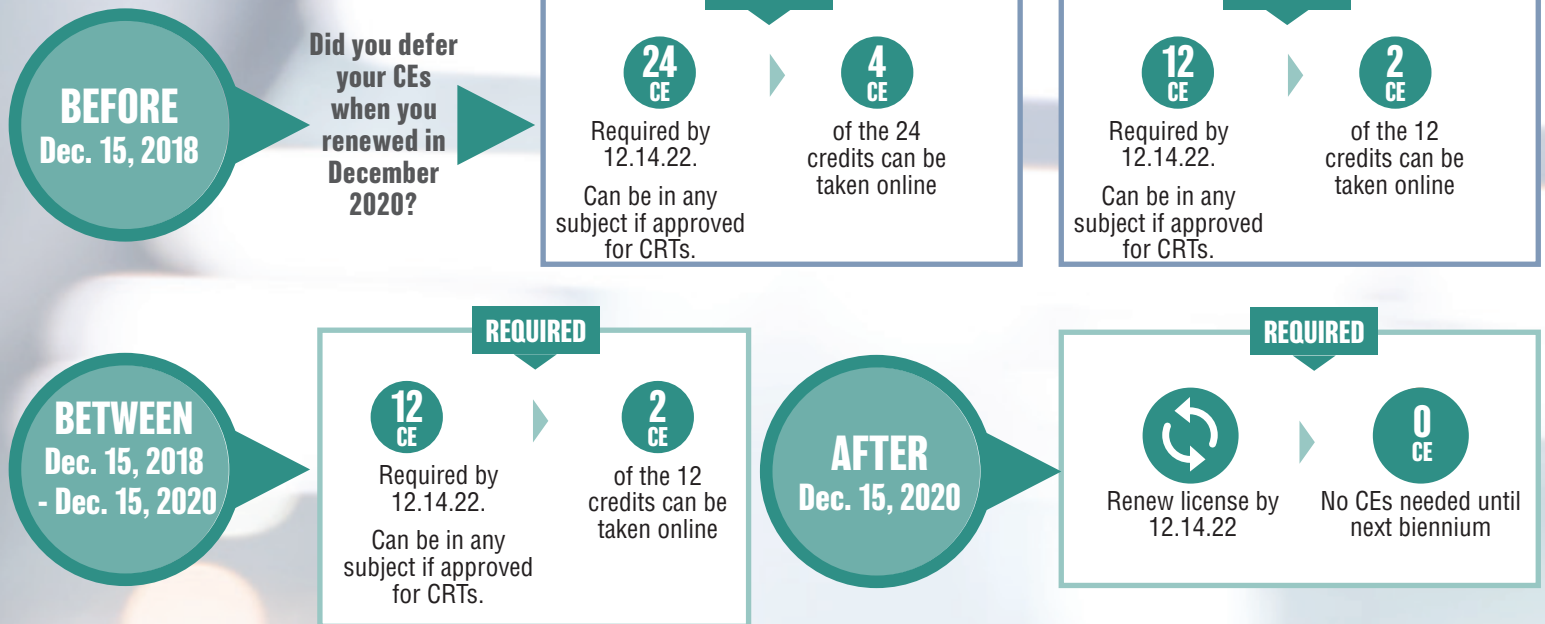 BEFORE
Dec. 15, 2018
Did you defer
your CEs
when you
renewed in
December
2020?
24
CE
Required by
12.14.22.
Can be in any
subject if approved
for CRTs.
4
CE
of the 24
credits can be
taken online
12
CE
Required by
12.14.22.
Can be in any
subject if approved
for CRTs.
2
CE
of the 12
credits can be
taken online
BETWEEN
Dec. 15, 2018
- Dec. 15, 2020
REQUIRED
12
CE
Required by
12.14.22.
Can be in any
subject if approved
for CRTs.
2
CE
of the 12
credits can be
taken online
AFTER
Dec. 15, 2020
REQUIRED
Renew license by
12.14.22
0
CE
No CEs needed until
next biennium